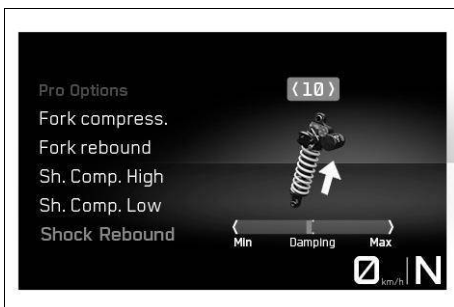 Pro Options
⟨10⟩
Fork compress.
Fork rebound
Sh. Comp. High
Sh. Comp. Low
Shock Rebound
Min Damping Max
0 km/h N